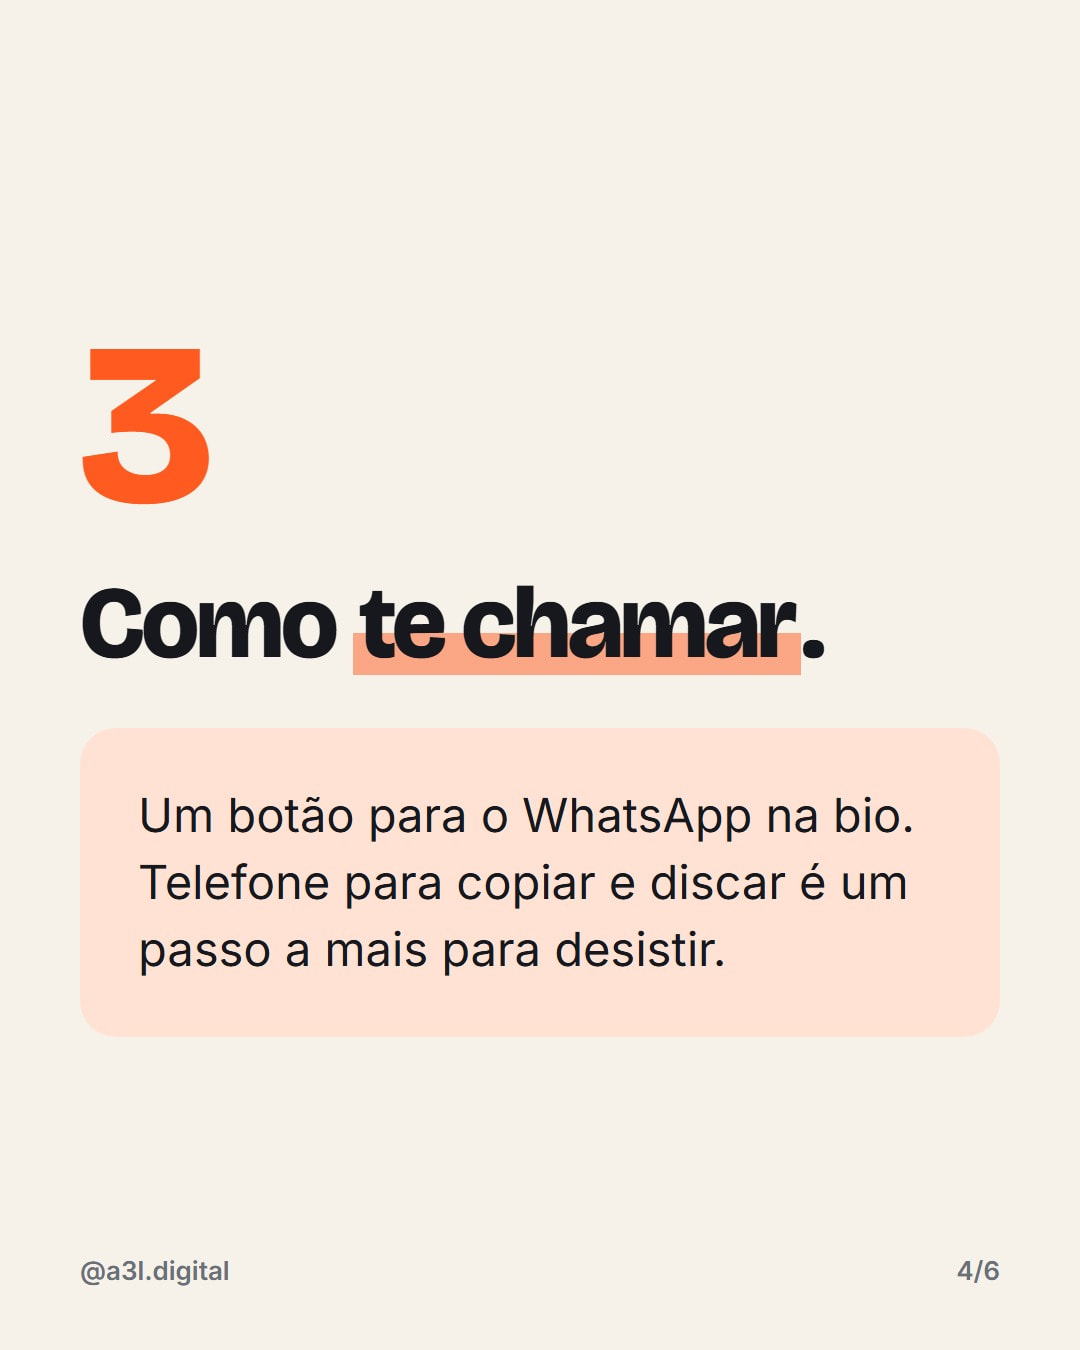 3
Como te chamar.
Um botão para o WhatsApp na bio.
Telefone para copiar e discar é um
passo a mais para desistir.
@a3l.digital
4/6